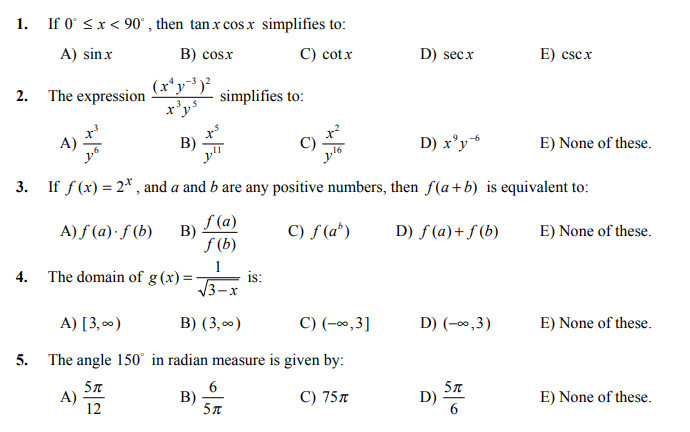 1. If 0° ≤ x < 90°, then tan x cos x simplifies to:
A) sin x B) cos x C) cot x D) sec x E) csc x
2. The expression (x⁴y⁻³)² / x³y⁵ simplifies to:
A) x³/y⁶ B) x⁵/y¹¹ C) x²/y¹⁶ D) x⁹y⁻⁶ E) None of these.
3. If f(x) = 2ˣ, and a and b are any positive numbers, then f(a+b) is equivalent to:
A) f(a)·f(b) B) f(a)/f(b) C) f(aᵇ) D) f(a)+f(b) E) None of these.
4. The domain of g(x) = 1/√(3−x) is:
A) [3,∞) B) (3,∞) C) (−∞,3] D) (−∞,3) E) None of these.
5. The angle 150° in radian measure is given by:
A) 5π/12 B) 6/5π C) 75π D) 5π/6 E) None of these.